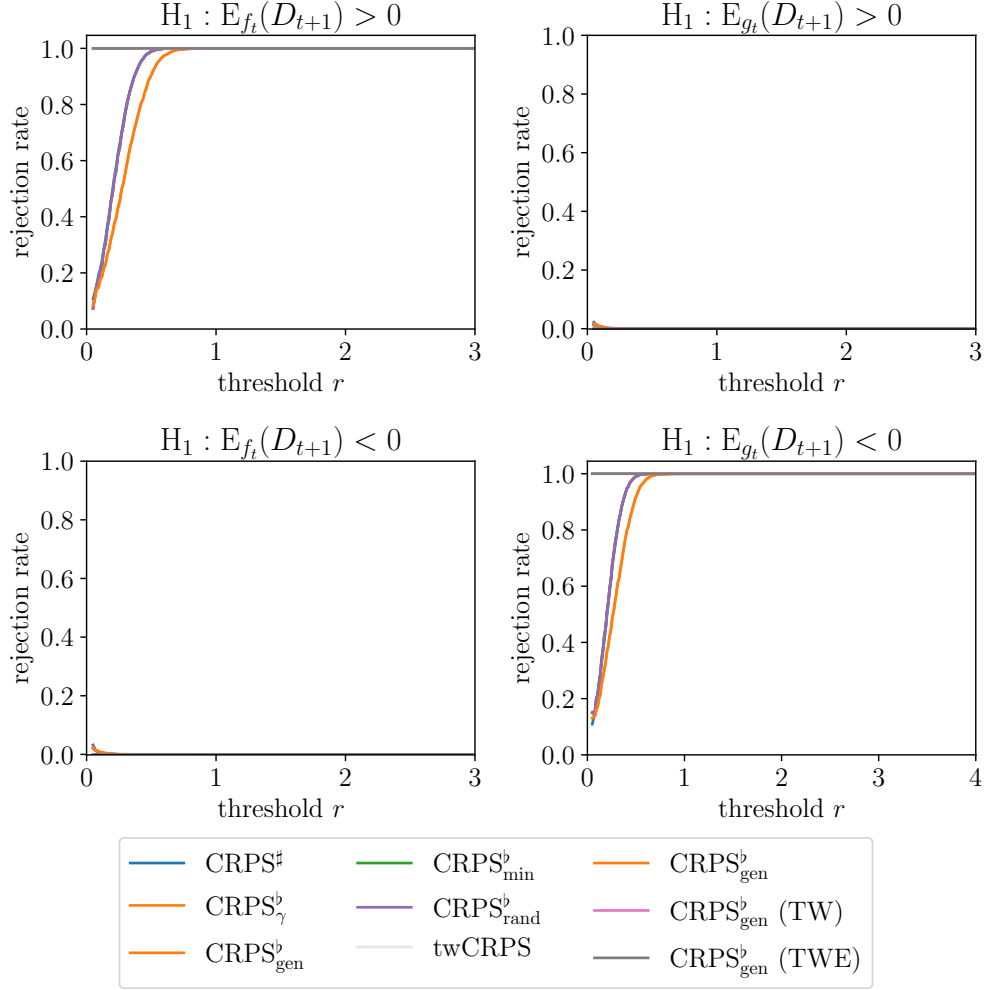 H₁ : E_{f_t}(D_{t+1}) > 0
1.0
0.8
0.6
0.4
0.2
0.0
rejection rate
0 1 2 3
threshold r
H₁ : E_{g_t}(D_{t+1}) > 0
1.0
0.8
0.6
0.4
0.2
0.0
rejection rate
0 1 2 3
threshold r
H₁ : E_{f_t}(D_{t+1}) < 0
1.0
0.8
0.6
0.4
0.2
0.0
rejection rate
0 1 2 3
threshold r
H₁ : E_{g_t}(D_{t+1}) < 0
1.0
0.8
0.6
0.4
0.2
0.0
rejection rate
0 1 2 3 4
threshold r
CRPS^♯
CRPS^♭_γ
CRPS^♭_gen
CRPS^♭_min
CRPS^♭_rand
twCRPS
CRPS^♭_gen
CRPS^♭_gen (TW)
CRPS^♭_gen (TWE)